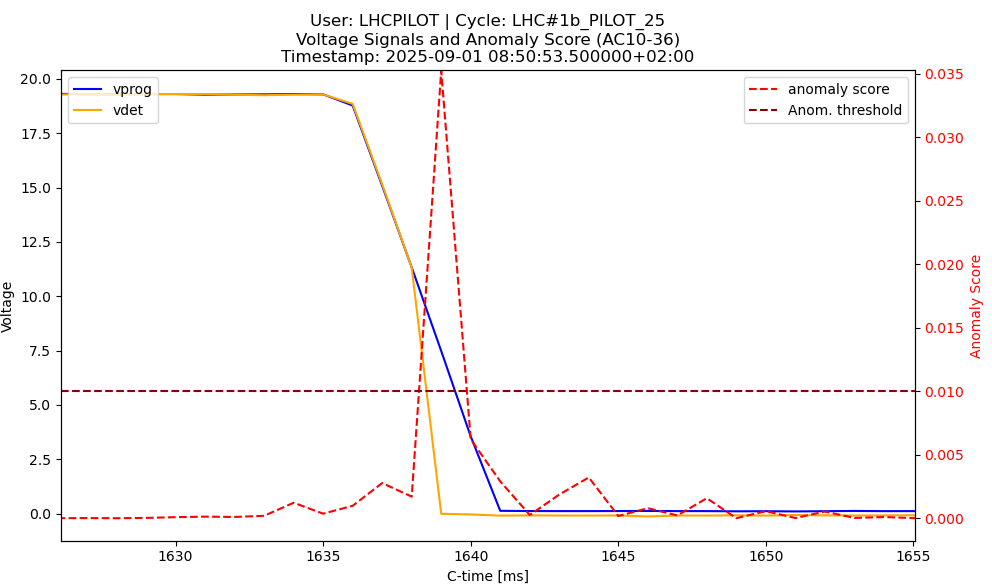 User: LHCPILOT | Cycle: LHC#1b_PILOT_25
Voltage Signals and Anomaly Score (AC10-36)
Timestamp: 2025-09-01 08:50:53.500000+02:00
vprog
vdet
anomaly score
Anom. threshold
20.0
17.5
15.0
12.5
10.0
7.5
5.0
2.5
0.0
Voltage
0.035
0.030
0.025
0.020
0.015
0.010
0.005
0.000
Anomaly Score
1630
1635
1640
1645
1650
1655
C-time [ms]